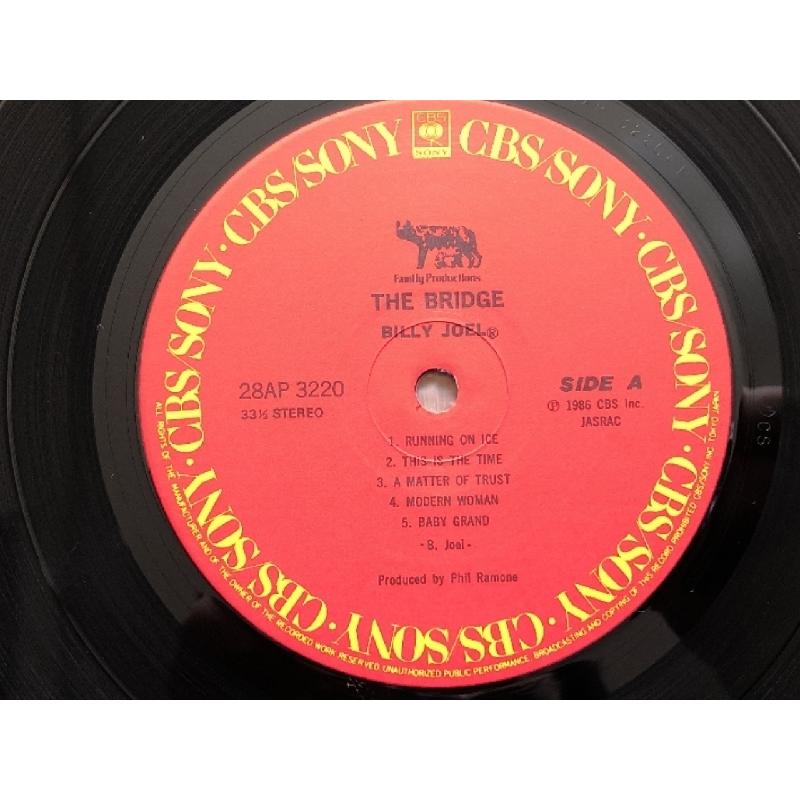 CBS
SONY
CBS/SONY · CBS/SONY · CBS/SONY · CBS/SONY · CBS/SONY · CBS/SONY · CBS/SONY · CBS/SONY
Family Productions
THE BRIDGE
BILLY JOEL®
28AP 3220
33⅓ STEREO
SIDE A
Ⓟ 1986 CBS Inc.
JASRAC
1. RUNNING ON ICE
2. THIS IS THE TIME
3. A MATTER OF TRUST
4. MODERN WOMAN
5. BABY GRAND
- B. Joel -
Produced by Phil Ramone
ALL RIGHTS OF THE MANUFACTURER AND OF THE OWNER OF THE RECORDED WORK RESERVED. UNAUTHORIZED PUBLIC PERFORMANCE, BROADCASTING AND COPYING OF THIS RECORD PROHIBITED. CBS/SONY INC. TOKYO JAPAN